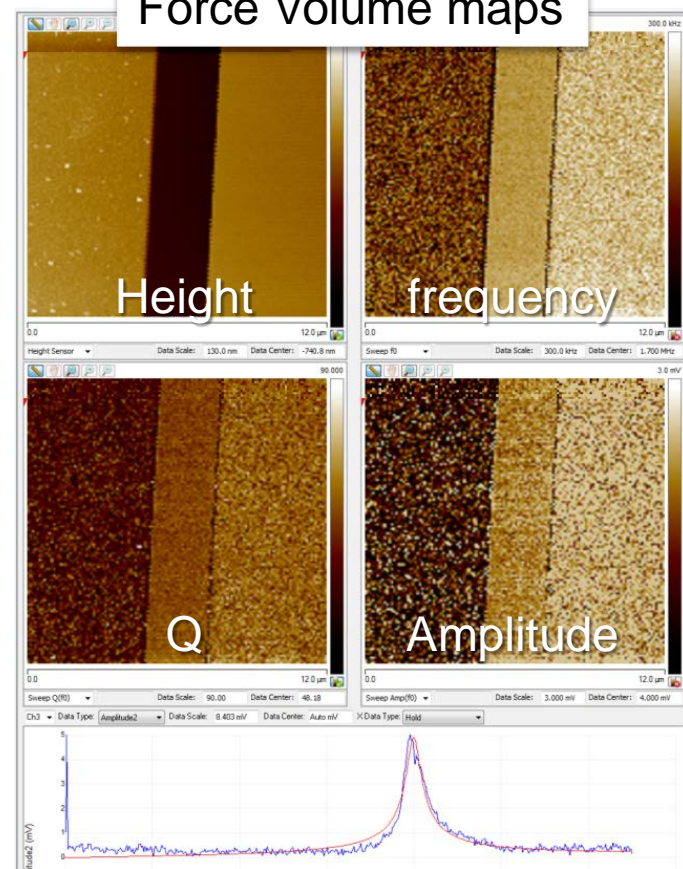 Force Volume maps
300.0 kHz
Height
frequency
0.0 12.0 µm
0.0 12.0 µm
Height Sensor Data Scale: 130.0 nm Data Center: -740.8 nm
Sweep f0 Data Scale: 300.0 kHz Data Center: 1.700 MHz
90.000
3.0 mV
Q
Amplitude
0.0 12.0 µm
0.0 12.0 µm
Sweep Q(f0) Data Scale: 90.00 Data Center: 48.18
Sweep Amp(f0) Data Scale: 3.000 mV Data Center: 4.000 mV
Ch3 Data Type: Amplitude2 Data Scale: 8.403 mV Data Center: Auto mV X Data Type: Hold
5
4
3
2
1
0
(mV)